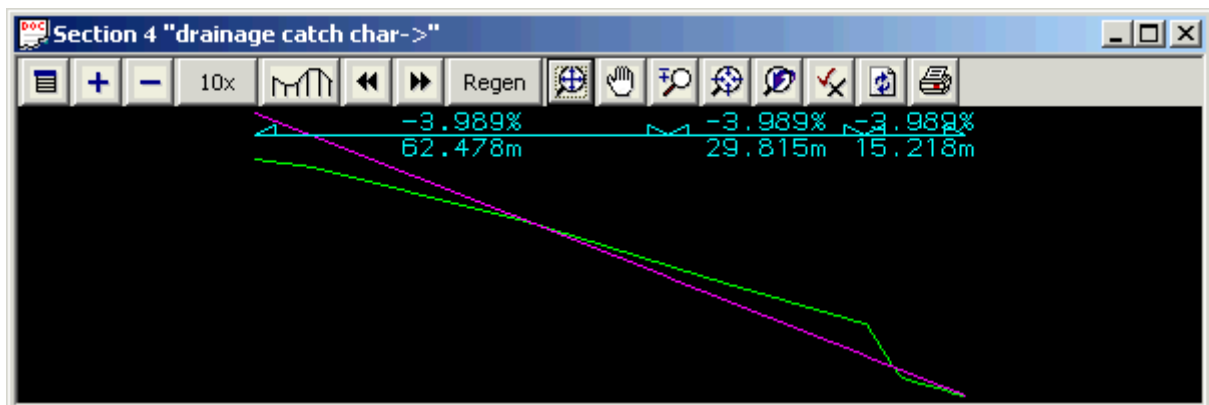 DOC
Section 4 "drainage catch char->"
10x Regen
-3.989% -3.989% -3.989%
62.478m 29.815m 15.218m